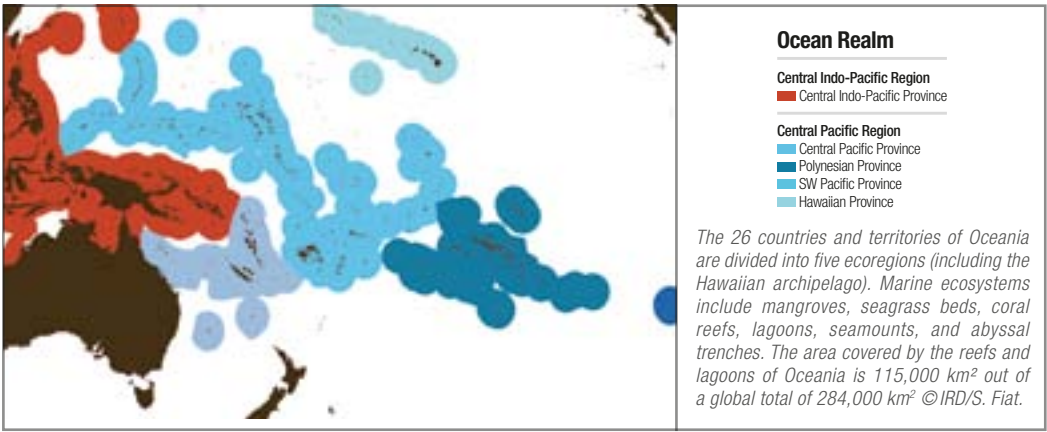 Ocean Realm
Central Indo-Pacific Region
Central Indo-Pacific Province
Central Pacific Region
Central Pacific Province
Polynesian Province
SW Pacific Province
Hawaiian Province
The 26 countries and territories of Oceania
are divided into five ecoregions (including the
Hawaiian archipelago). Marine ecosystems
include mangroves, seagrass beds, coral
reefs, lagoons, seamounts, and abyssal
trenches. The area covered by the reefs and
lagoons of Oceania is 115,000 km² out of
a global total of 284,000 km² ©IRD/S. Fiat.